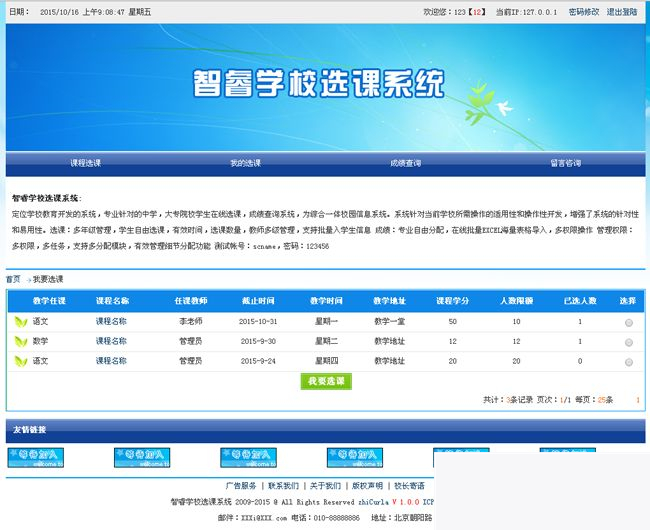 日期： 2015/10/16 上午9:08:47 星期五 欢迎您：123【12】 当前IP:127.0.0.1 密码修改 退出登陆
智睿学校选课系统
课程选课 我的选课 成绩查询 留言咨询
智睿学校选课系统:
定位学校教育开发的系统，专业针对的中学，大专院校学生在线选课，成绩查询系统，为综合一体校园信息系统。系统针对当前学校所需操作的适用性和操作性开发，增强了系统的针对性
和易用性。选课：多年级管理，学生自由选课，有效时间，选课数量，教师多级管理，支持批量入学生信息 成绩：专业自由分配，在线批量EXCEL海量表格导入，多权限操作 管理权限：
多权限，多任务，支持多分配模块，有效管理细节分配功能 测试帐号：scname，密码：123456
首页 →我要选课
教学任课 课程名称 任课教师 截止时间 教学时间 教学地址 课程学分 人数限额 已选人数 选择
语文 课程名称 李老师 2015-10-31 星期一 教学一堂 50 10 1
数学 课程名称 管理员 2015-9-30 星期二 教学地址 12 12 1
语文 课程名称 管理员 2015-9-24 星期四 教学地址 20 20 0
我要选课
共计：3条记录 页次：1/1 每页：25条 1
友情链接
等待加入 等待加入 等待加入 等待加入
welcome to welcome to welcome to welcome to
广告服务 | 联系我们 | 关于我们 | 版权声明 | 校长寄语
智睿学校选课系统 2009-2015 @ All Rights Reserved zhiCurla V 1.0.0 ICP
邮件：XXXi@XXX.com 电话：010-88888886 地址：北京朝阳路